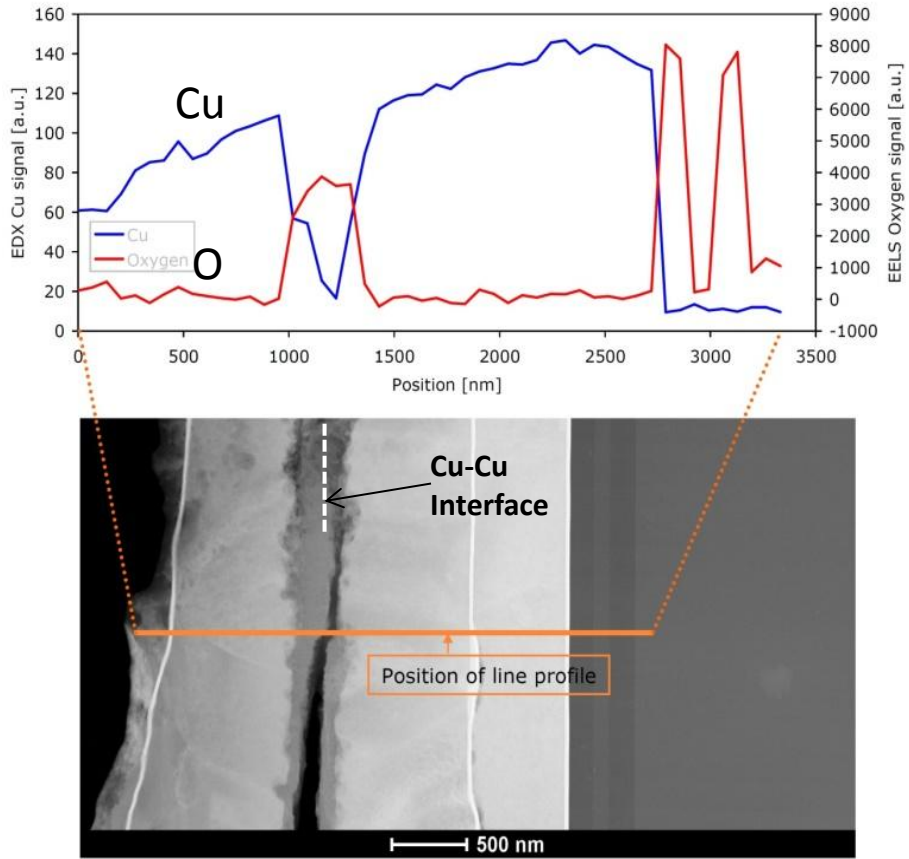 160
140
120
100
80
60
40
20
0
EDX Cu signal [a.u.]
Cu
O
Cu
Oxygen
9000
8000
7000
6000
5000
4000
3000
2000
1000
0
-1000
EELS Oxygen signal [a.u.]
0 500 1000 1500 2000 2500 3000 3500
Position [nm]
Cu-Cu
Interface
Position of line profile
500 nm